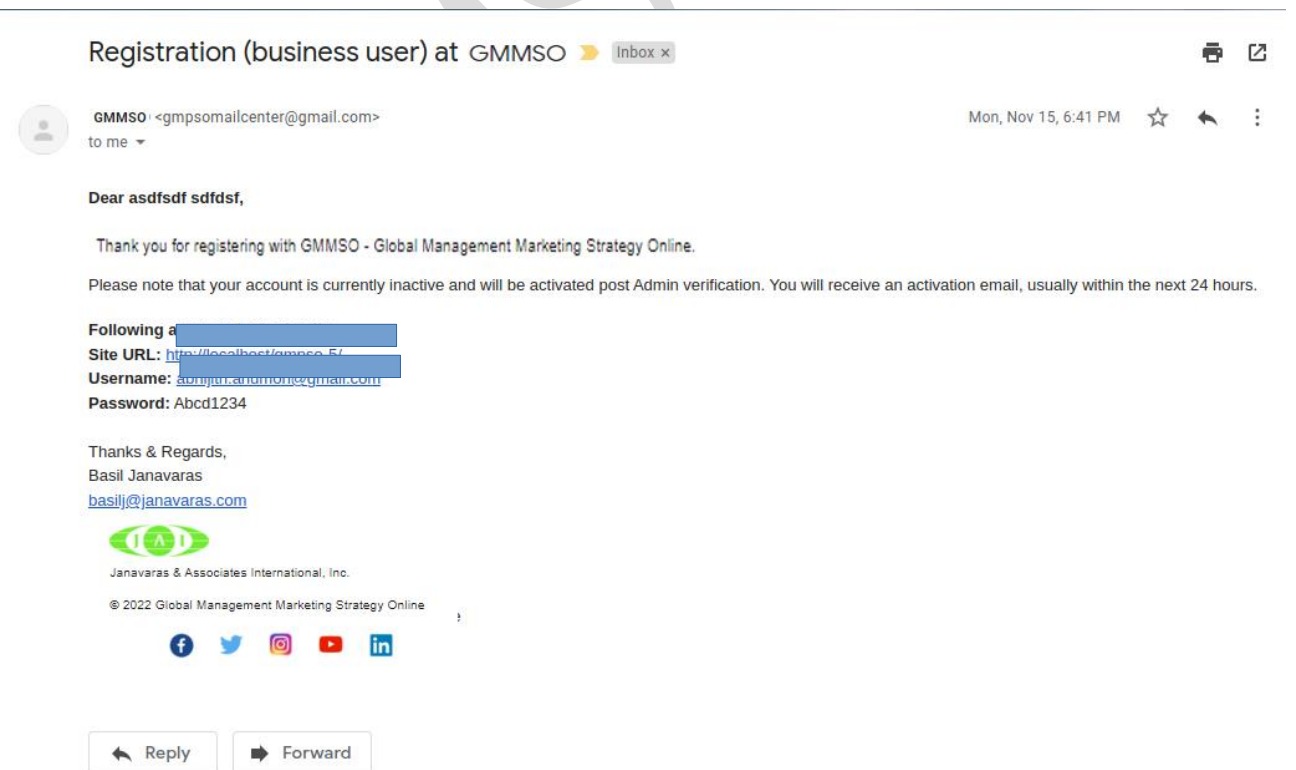 Registration (business user) at GMMSO Inbox ×
GMMSO <gmpsomailcenter@gmail.com>
Mon, Nov 15, 6:41 PM
to me
Dear asdfsdf sdfdsf,
Thank you for registering with GMMSO - Global Management Marketing Strategy Online.
Please note that your account is currently inactive and will be activated post Admin verification. You will receive an activation email, usually within the next 24 hours.
Following a
Site URL:
Username:
Password: Abcd1234
Thanks & Regards,
Basil Janavaras
basilj@janavaras.com
JAI
Janavaras & Associates International, Inc.
© 2022 Global Management Marketing Strategy Online
Reply
Forward